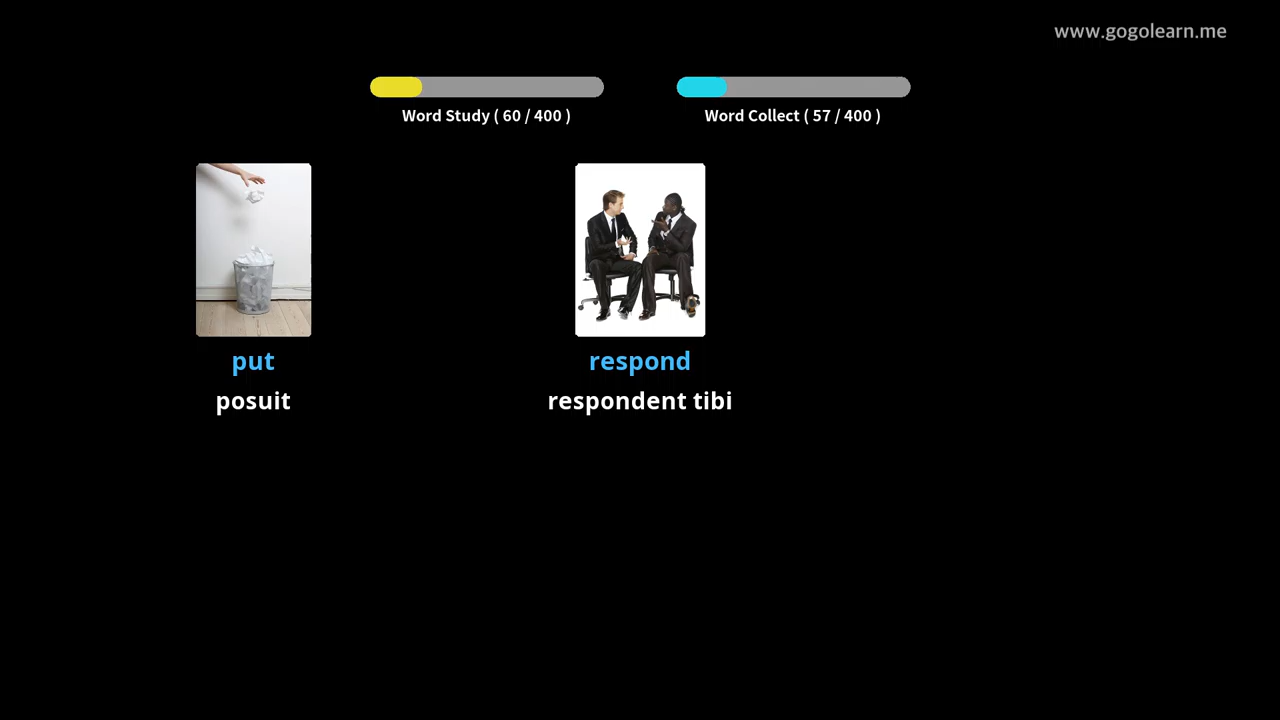 www.gogolearn.me
Word Study ( 60 / 400 )
Word Collect ( 57 / 400 )
put
respond
posuit
respondent tibi